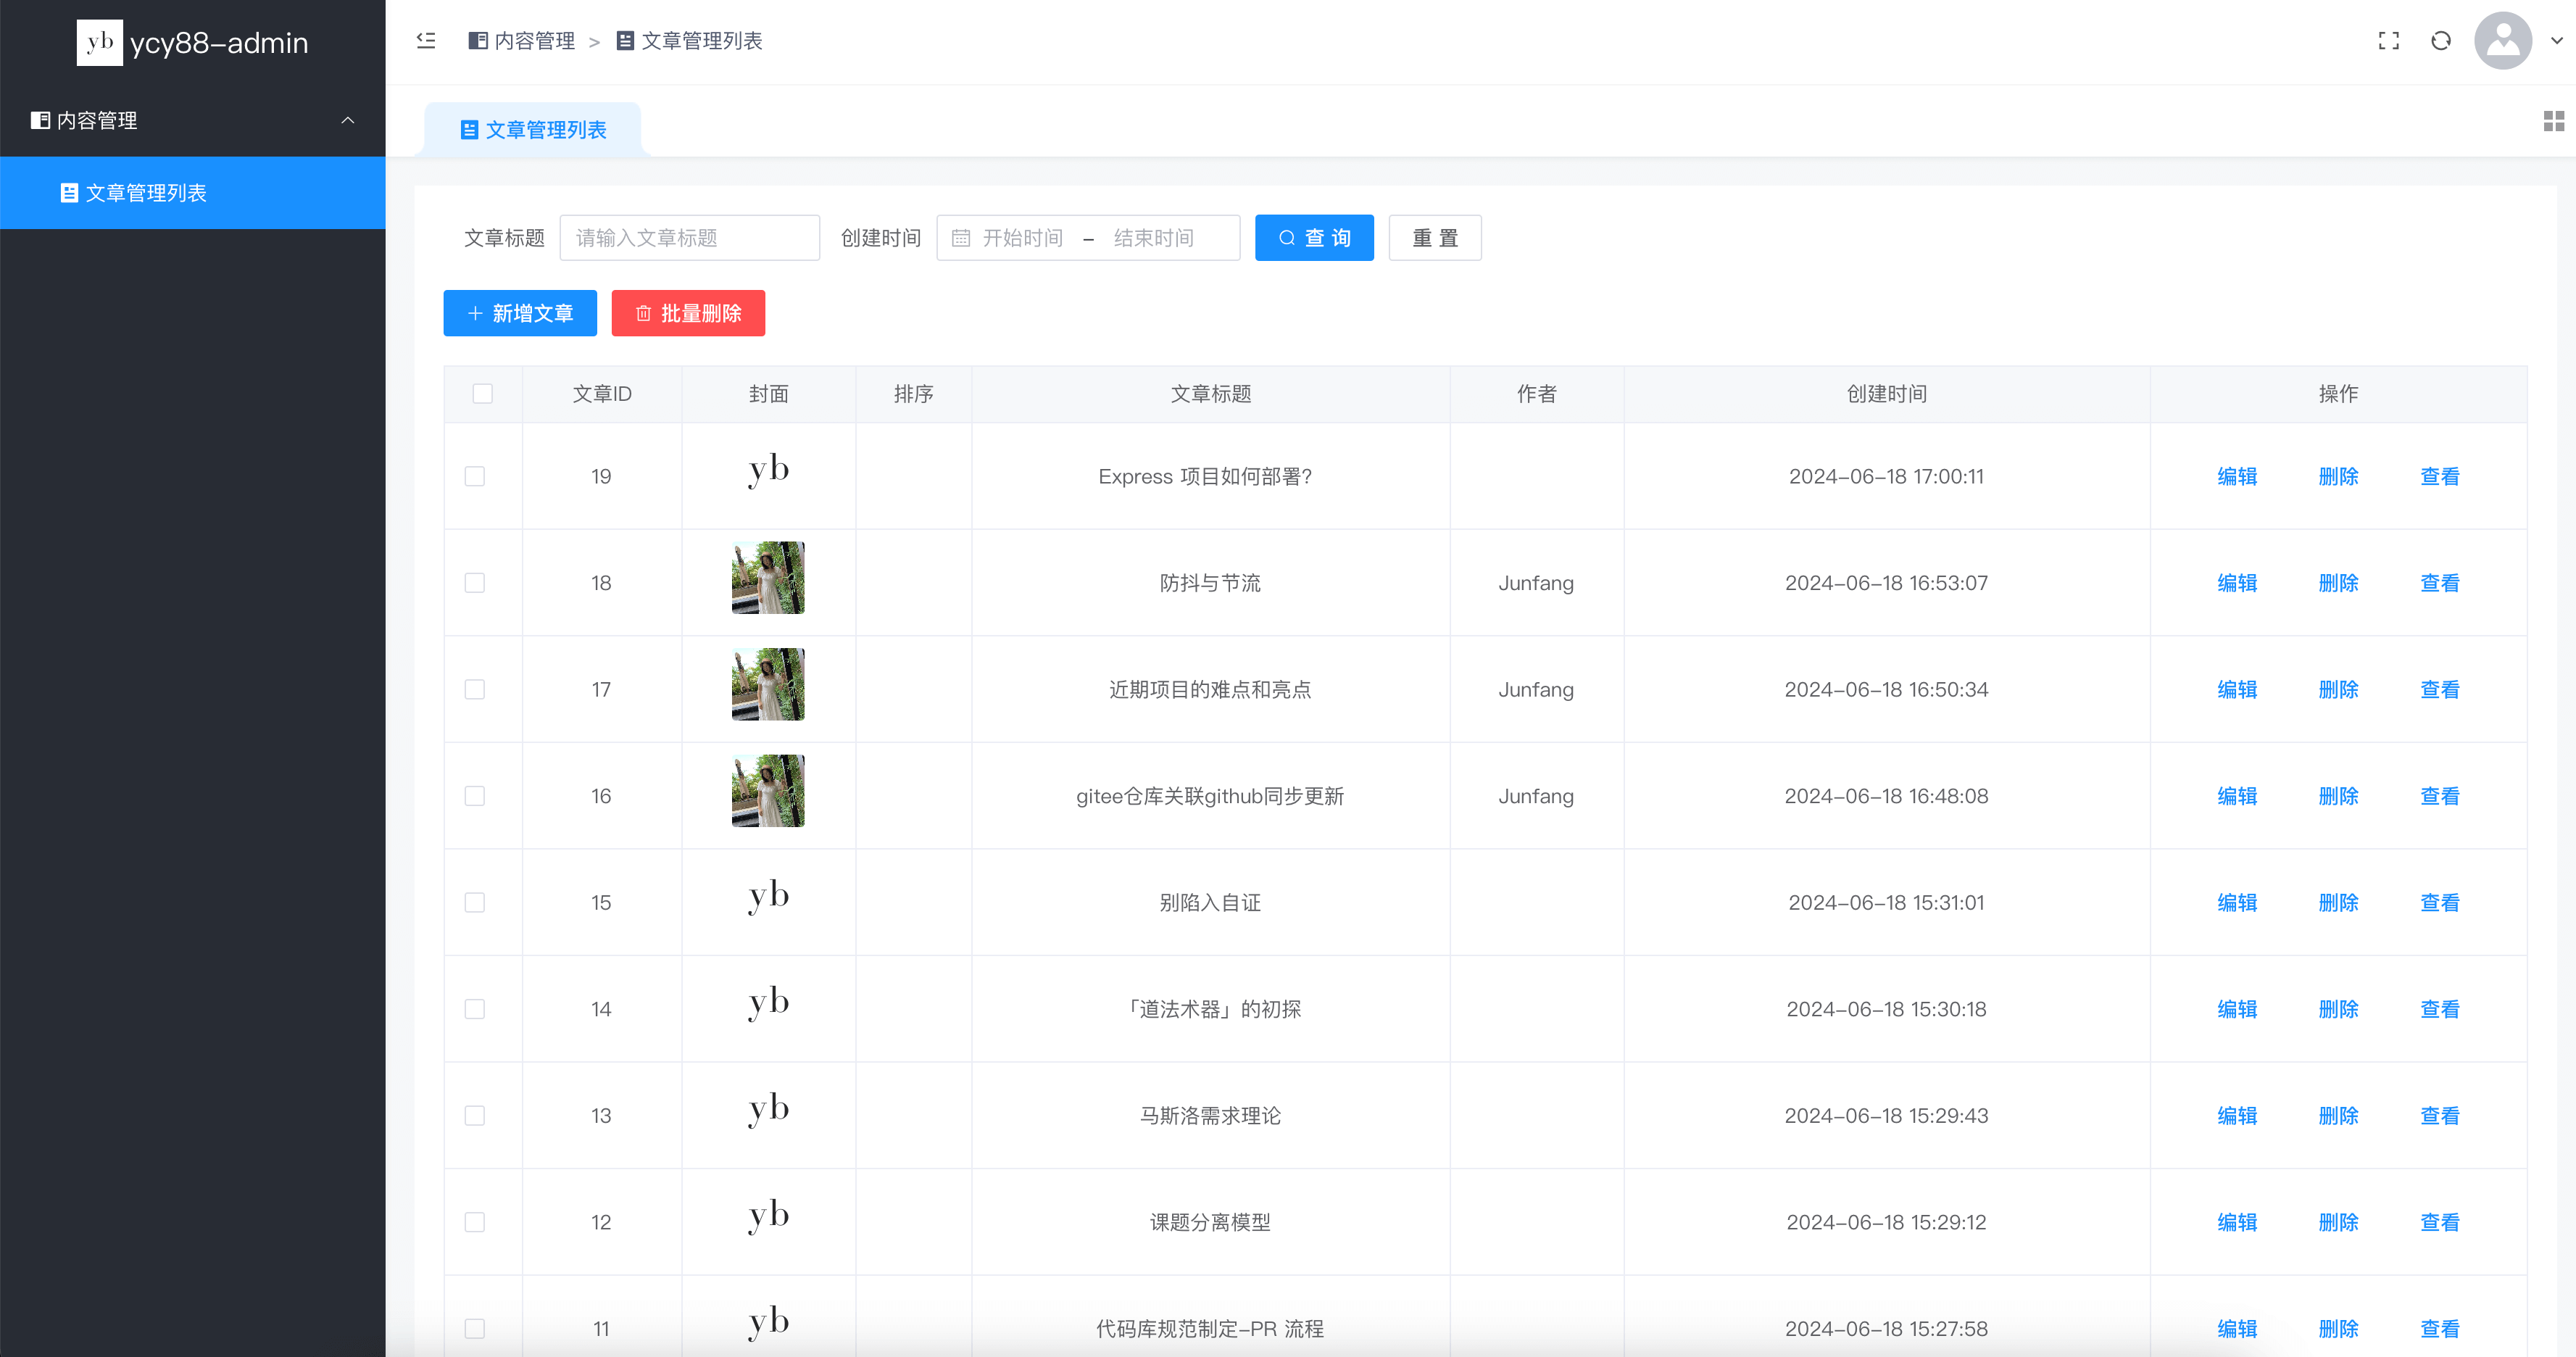 yb ycy88-admin
内容管理 > 文章管理列表
内容管理
文章管理列表
文章管理列表
文章标题 请输入文章标题 创建时间 开始时间 – 结束时间 查 询 重 置
新增文章 批量删除
文章ID 封面 排序 文章标题 作者 创建时间 操作
19 yb Express 项目如何部署? 2024-06-18 17:00:11 编辑 删除 查看
18 防抖与节流 Junfang 2024-06-18 16:53:07 编辑 删除 查看
17 近期项目的难点和亮点 Junfang 2024-06-18 16:50:34 编辑 删除 查看
16 gitee仓库关联github同步更新 Junfang 2024-06-18 16:48:08 编辑 删除 查看
15 yb 别陷入自证 2024-06-18 15:31:01 编辑 删除 查看
14 yb 「道法术器」的初探 2024-06-18 15:30:18 编辑 删除 查看
13 yb 马斯洛需求理论 2024-06-18 15:29:43 编辑 删除 查看
12 yb 课题分离模型 2024-06-18 15:29:12 编辑 删除 查看
11 yb 代码库规范制定-PR 流程 2024-06-18 15:27:58 编辑 删除 查看